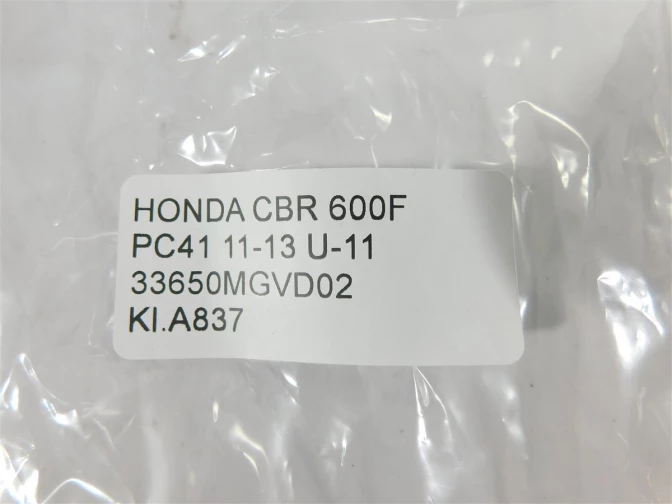 HONDA CBR 600F
PC41 11-13 U-11
33650MGVD02
KI.A837